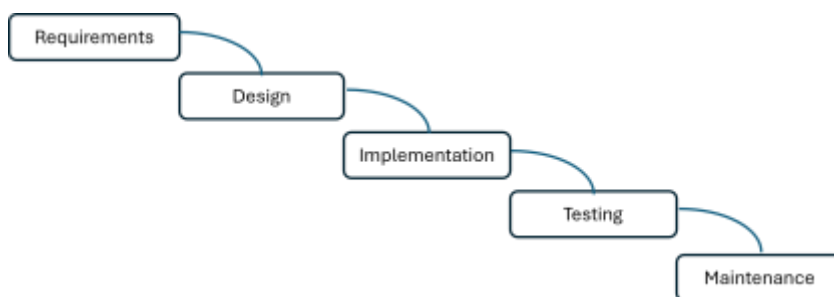 Requirements
Design
Implementation
Testing
Maintenance